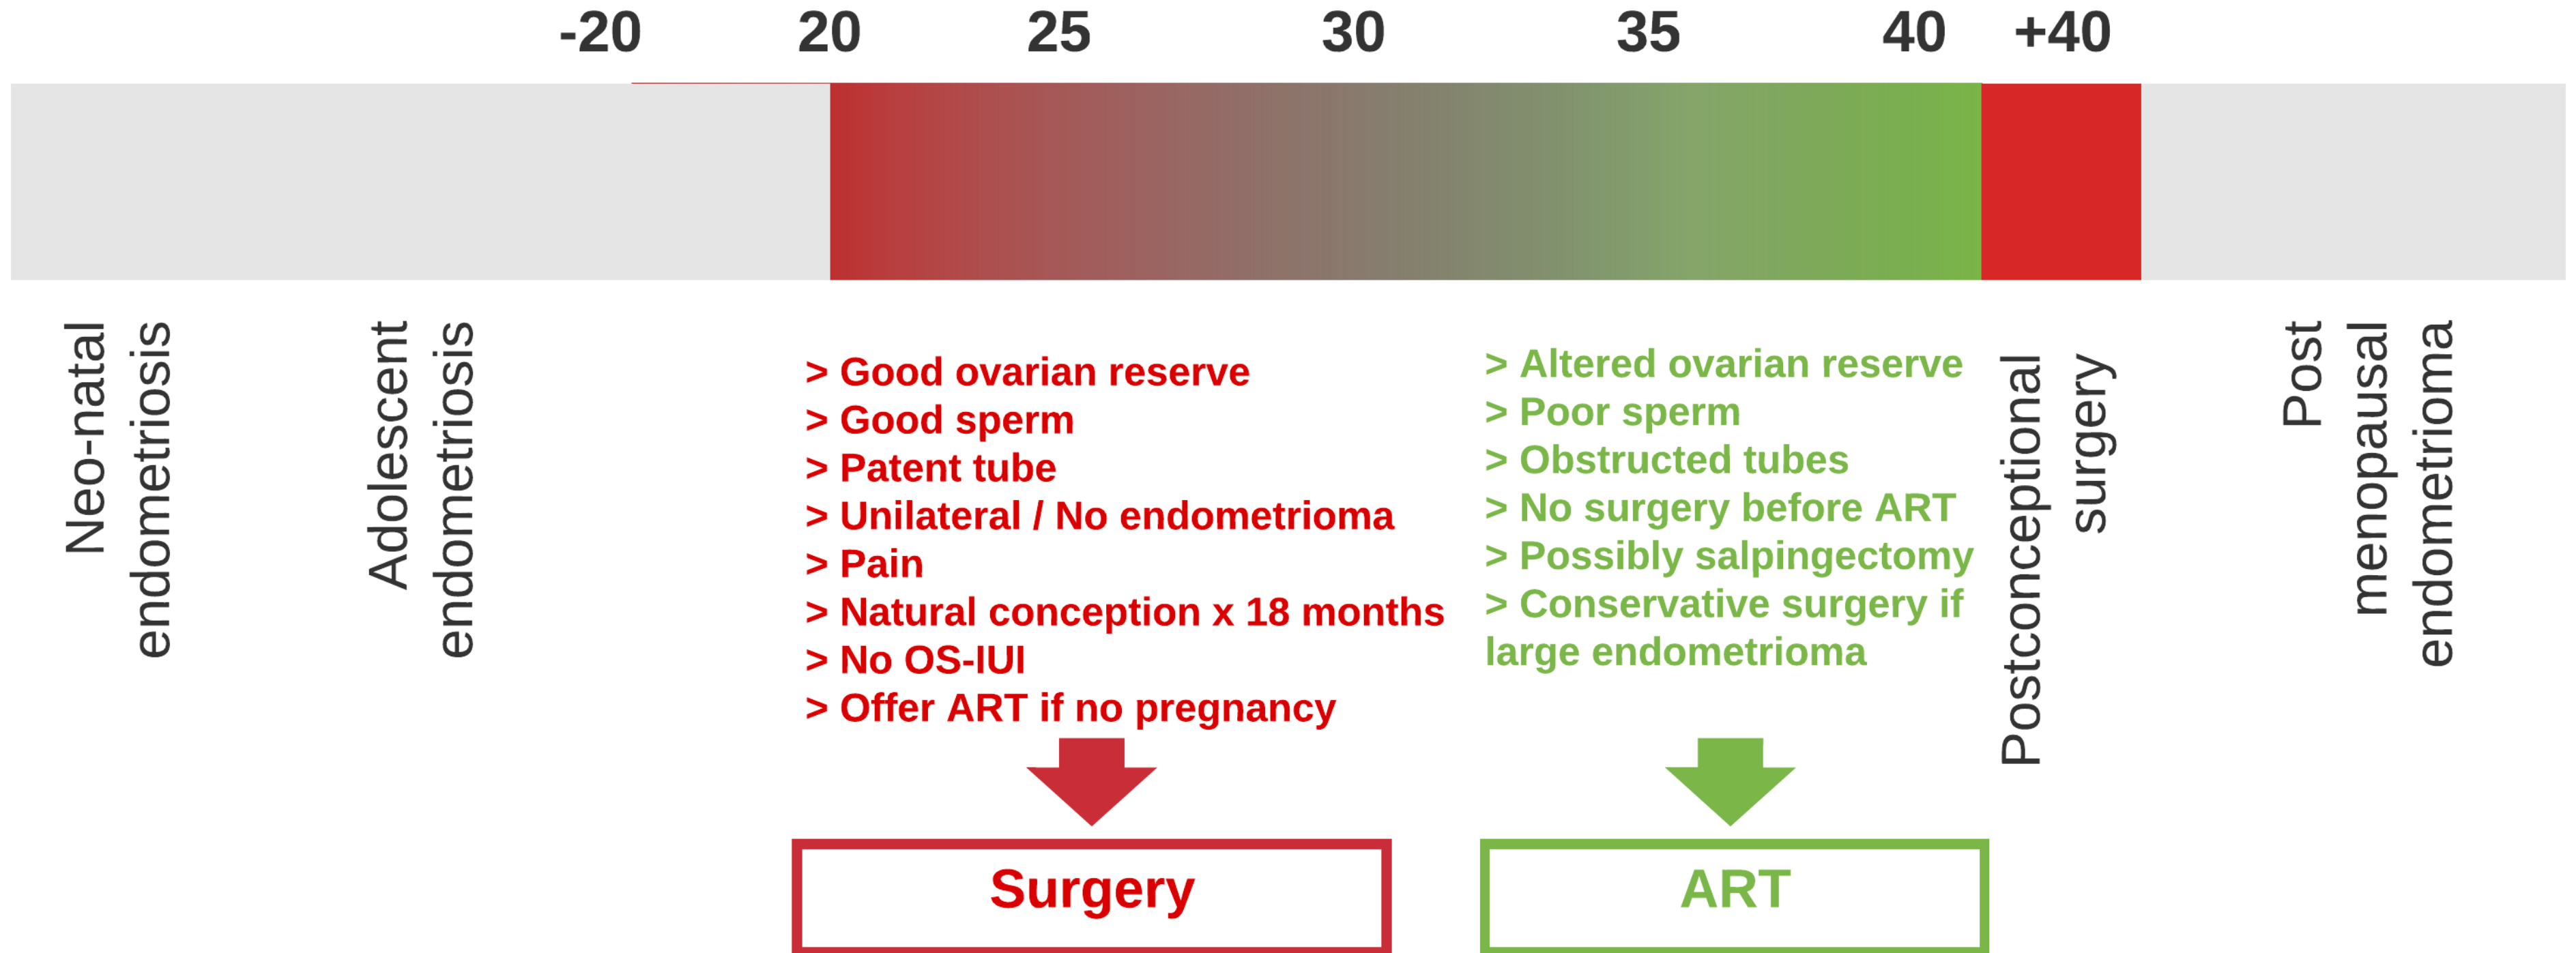 -20 20 25 30 35 40 +40
Neo-natal
endometriosis
Adolescent
endometriosis
> Good ovarian reserve
> Good sperm
> Patent tube
> Unilateral / No endometrioma
> Pain
> Natural conception x 18 months
> No OS-IUI
> Offer ART if no pregnancy
Surgery
> Altered ovarian reserve
> Poor sperm
> Obstructed tubes
> No surgery before ART
> Possibly salpingectomy
> Conservative surgery if
large endometrioma
ART
Postconceptional
surgery
Post
menopausal
endometrioma